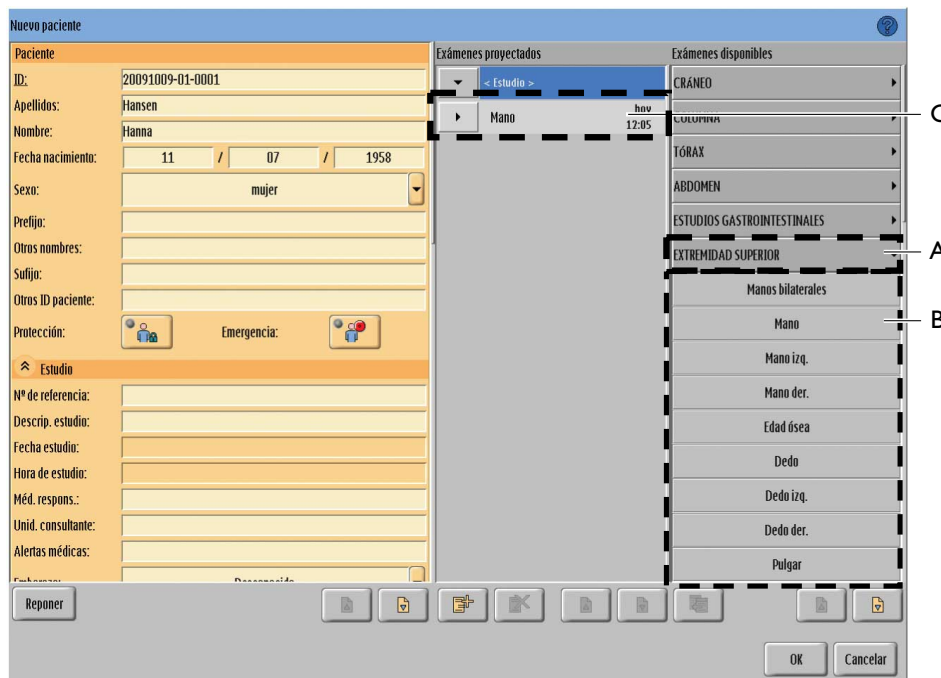 Nuevo paciente
Paciente
ID: 20091009-01-0001
Apellidos: Hansen
Nombre: Hanna
Fecha nacimiento: 11 / 07 / 1958
Sexo: mujer
Prefijo:
Otros nombres:
Sufijo:
Otros ID paciente:
Protección: Emergencia:
Estudio
Nº de referencia:
Descrip. estudio:
Fecha estudio:
Hora de estudio:
Méd. respons.:
Unid. consultante:
Alertas médicas:
Embarazo: Desconocido
Reponer
Exámenes proyectados
< Estudio >
Mano hoy
12:05
Exámenes disponibles
CRÁNEO
COLUMNA
TÓRAX
ABDOMEN
ESTUDIOS GASTROINTESTINALES
EXTREMIDAD SUPERIOR
Manos bilaterales
Mano
Mano izq.
Mano der.
Edad ósea
Dedo
Dedo izq.
Dedo der.
Pulgar
OK Cancelar
C
A
B